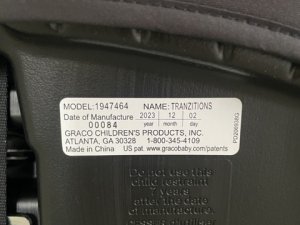 MODEL:1947464 NAME: TRANZITIONS
Date of Manufacture 2023 12 02
00084 year month day
GRACO CHILDREN'S PRODUCTS, INC.
ATLANTA, GA 30328 1-800-345-4109
Made in China US pat. www.gracobaby.com/patents
Do not use this
child restraint
7 years
after the date
of manufacture